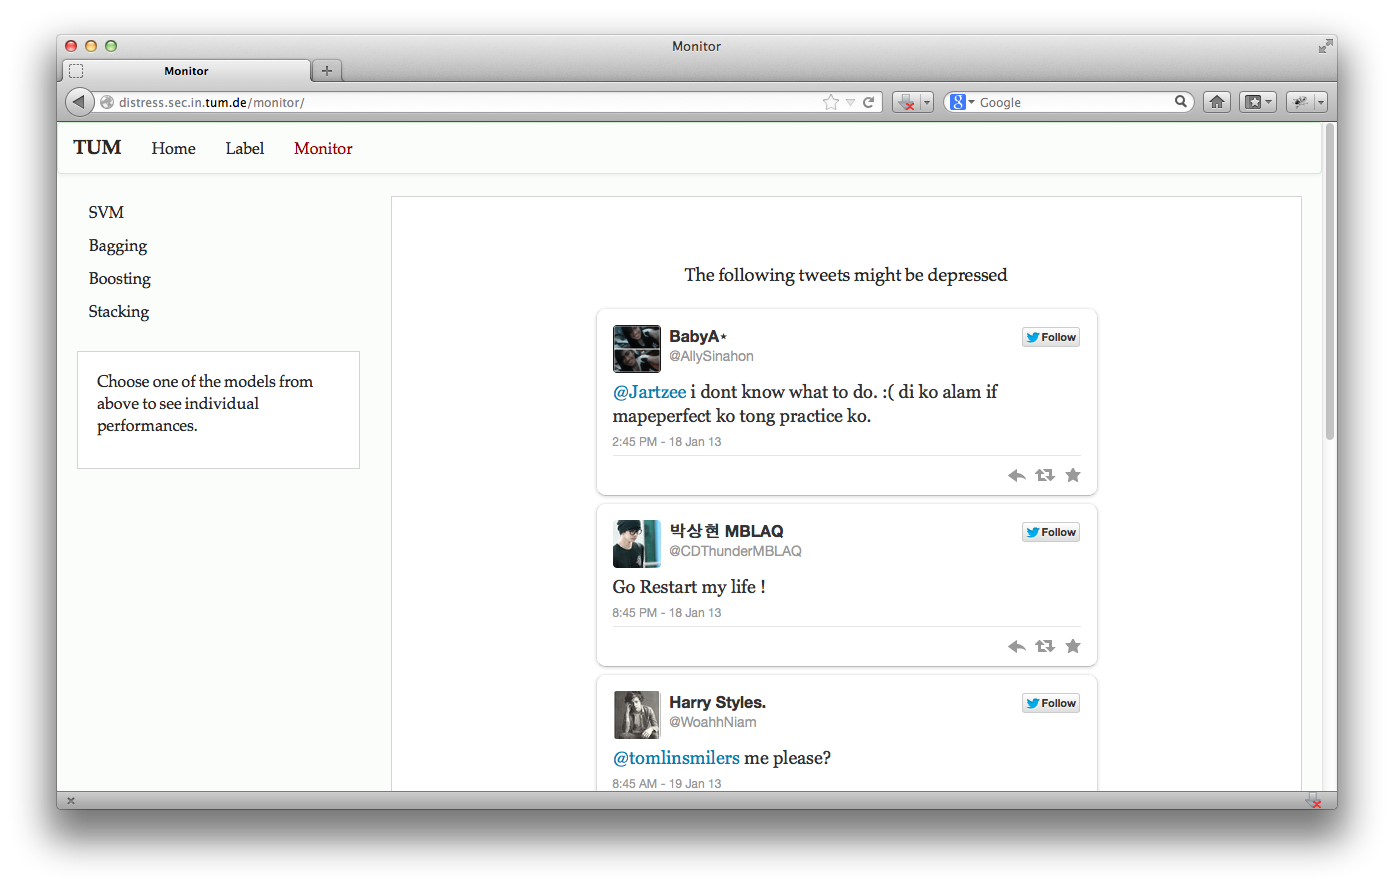 Monitor
Monitor
distress.sec.in.tum.de/monitor/
Google
TUM Home Label Monitor
SVM
Bagging
Boosting
Stacking
Choose one of the models from
above to see individual
performances.
The following tweets might be depressed
BabyA⋆
@AllySinahon
Follow
@Jartzee i dont know what to do. :( di ko alam if
mapeperfect ko tong practice ko.
2:45 PM - 18 Jan 13
박상현 MBLAQ
@CDThunderMBLAQ
Follow
Go Restart my life !
8:45 PM - 18 Jan 13
Harry Styles.
@WoahhNiam
Follow
@tomlinsmilers me please?
8:45 AM - 19 Jan 13